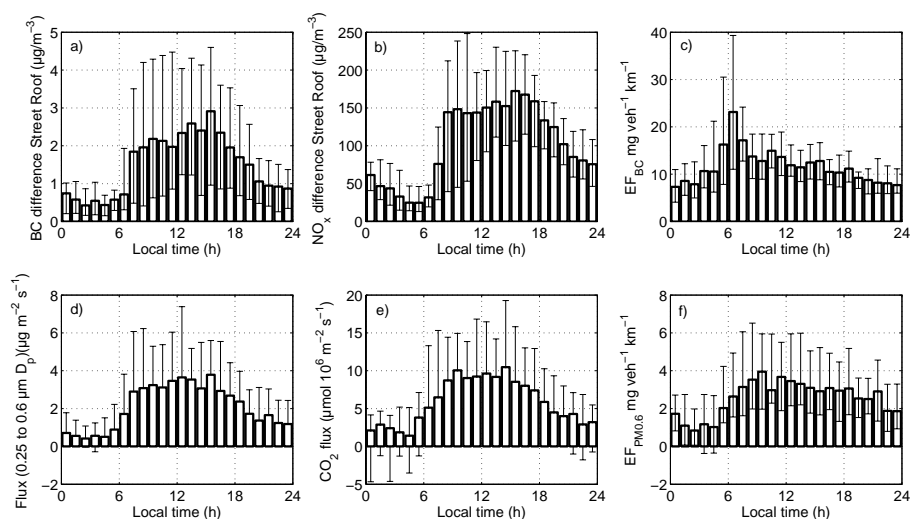 a)
BC difference Street Roof (µg/m⁻³)
5
4
3
2
1
0
0 6 12 18 24
Local time (h)
b)
NOₓ difference Street Roof (µg/m⁻³)
250
200
150
100
50
0
0 6 12 18 24
Local time (h)
c)
EF_BC mg veh⁻¹ km⁻¹
40
30
20
10
0
0 6 12 18 24
Local time (h)
d)
Flux (0.25 to 0.6 µm Dₚ)(µg m⁻² s⁻¹)
8
6
4
2
0
−2
0 6 12 18 24
Local time (h)
e)
CO₂ flux (µmol 10⁶ m⁻² s⁻¹)
20
15
10
5
0
−5
0 6 12 18 24
Local time (h)
f)
EF_PM0.6 mg veh⁻¹ km⁻¹
8
6
4
2
0
−2
0 6 12 18 24
Local time (h)